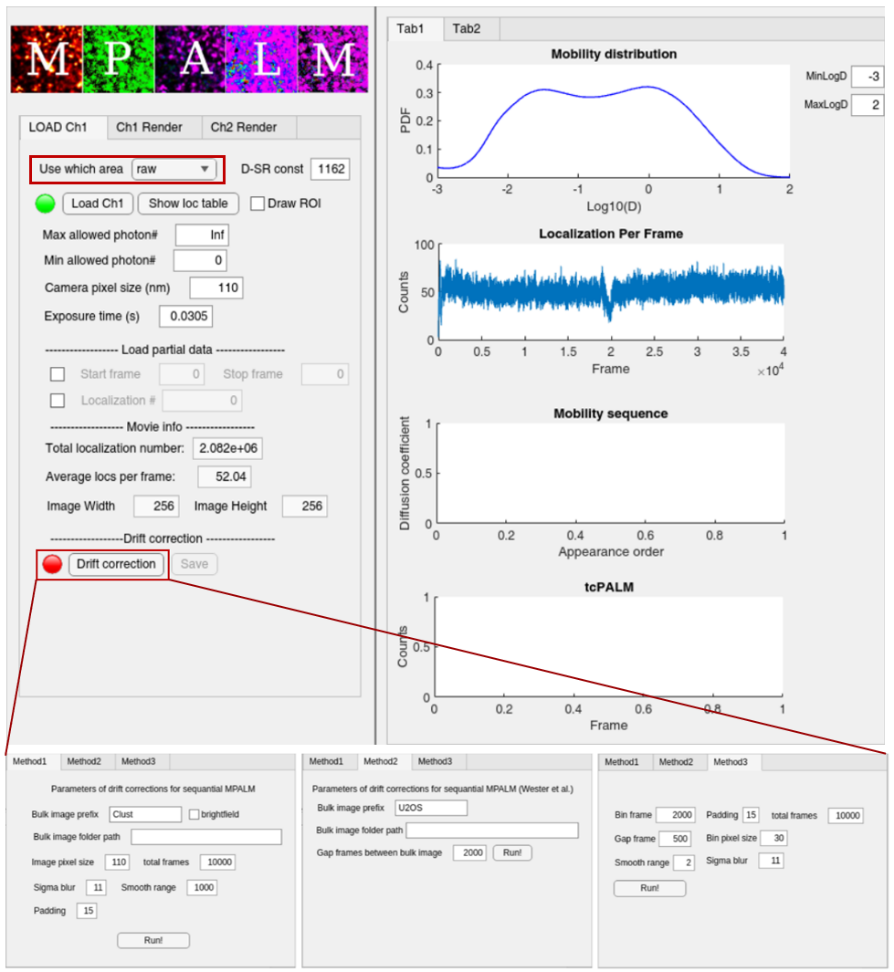 M P A L M
LOAD Ch1 Ch1 Render Ch2 Render
Use which area raw D-SR const 1162
Load Ch1 Show loc table Draw ROI
Max allowed photon# Inf
Min allowed photon# 0
Camera pixel size (nm) 110
Exposure time (s) 0.0305
------------------ Load partial data -----------------
Start frame 0 Stop frame 0
Localization # 0
------------------ Movie info -----------------
Total localization number: 2.082e+06
Average locs per frame: 52.04
Image Width 256 Image Height 256
------------------Drift correction -----------------
Drift correction Save
Tab1 Tab2
Mobility distribution
MinLogD -3
MaxLogD 2
PDF
0.4
0.3
0.2
0.1
0
-3 -2 -1 0 1 2
Log10(D)
Localization Per Frame
Counts
100
50
0
0 0.5 1 1.5 2 2.5 3 3.5 4
Frame ×10⁴
Mobility sequence
Diffusion coefficient
1
0.5
0
0 0.2 0.4 0.6 0.8 1
Appearance order
tcPALM
Counts
1
0.5
0
0 0.2 0.4 0.6 0.8 1
Frame
Method1 Method2 Method3
Parameters of drift corrections for sequantial MPALM
Bulk image prefix Clust brightfield
Bulk image folder path
Image pixel size 110 total frames 10000
Sigma blur 11 Smooth range 1000
Padding 15
Run!
Method1 Method2 Method3
Parameters of drift corrections for sequential MPALM (Wester et al.)
Bulk image prefix U2OS
Bulk image folder path
Gap frames between bulk image 2000 Run!
Method1 Method2 Method3
Bin frame 2000 Padding 15 total frames 10000
Gap frame 500 Bin pixel size 30
Smooth range 2 Sigma blur 11
Run!